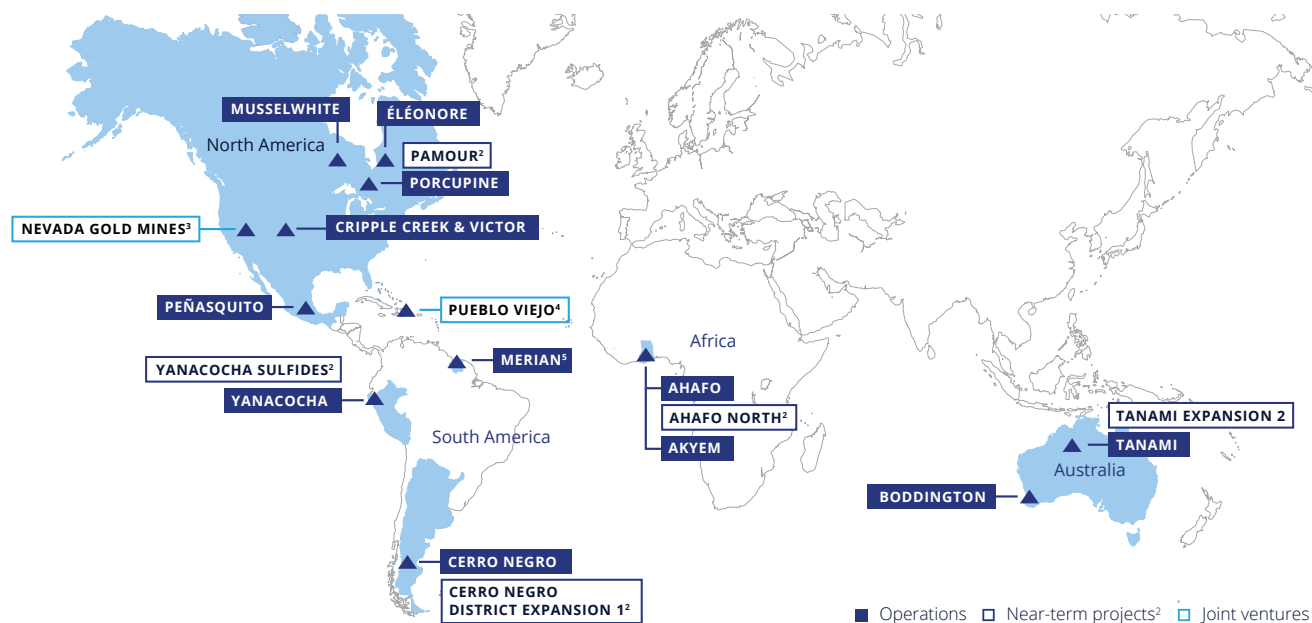 MUSSELWHITE
ÉLÉONORE
North America
PAMOUR²
PORCUPINE
NEVADA GOLD MINES³
CRIPPLE CREEK & VICTOR
PEÑASQUITO
PUEBLO VIEJO⁴
MERIAN⁵
YANACOCHA SULFIDES²
YANACOCHA
South America
CERRO NEGRO
CERRO NEGRO
DISTRICT EXPANSION 1²
Africa
AHAFO
AHAFO NORTH²
AKYEM
TANAMI EXPANSION 2
TANAMI
Australia
BODDINGTON
Operations
Near-term projects²
Joint ventures